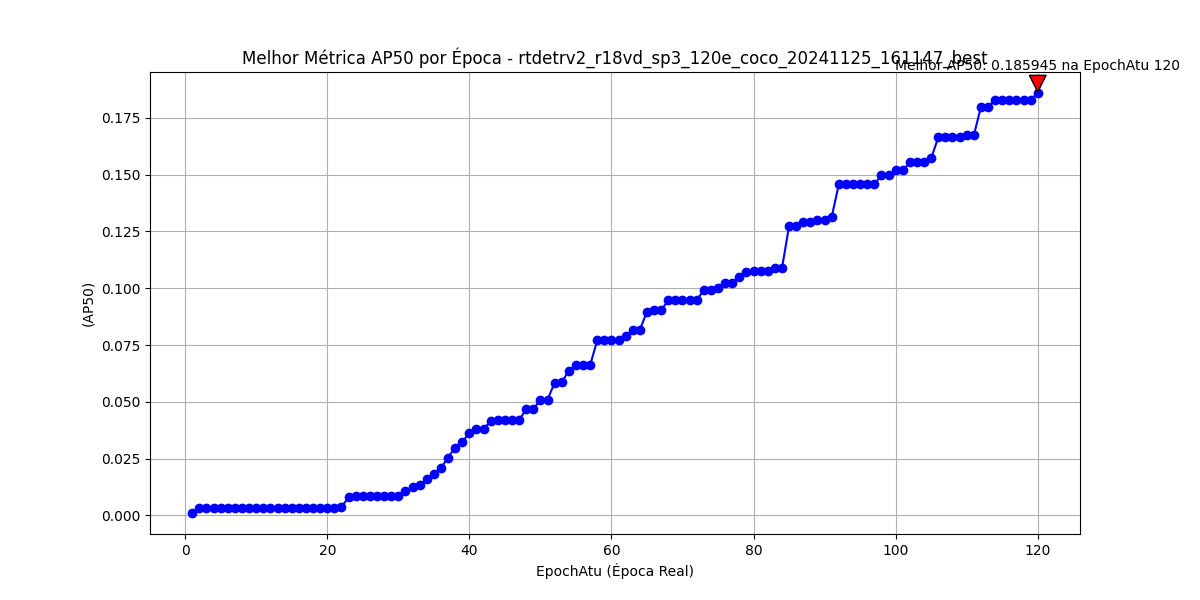 Melhor Métrica AP50 por Época - rtdetrv2_r18vd_sp3_120e_coco_20241125_161147_best
Melhor AP50: 0.185945 na EpochAtu 120
0.175
0.150
0.125
0.100
0.075
0.050
0.025
0.000
(AP50)
0 20 40 60 80 100 120
EpochAtu (Época Real)